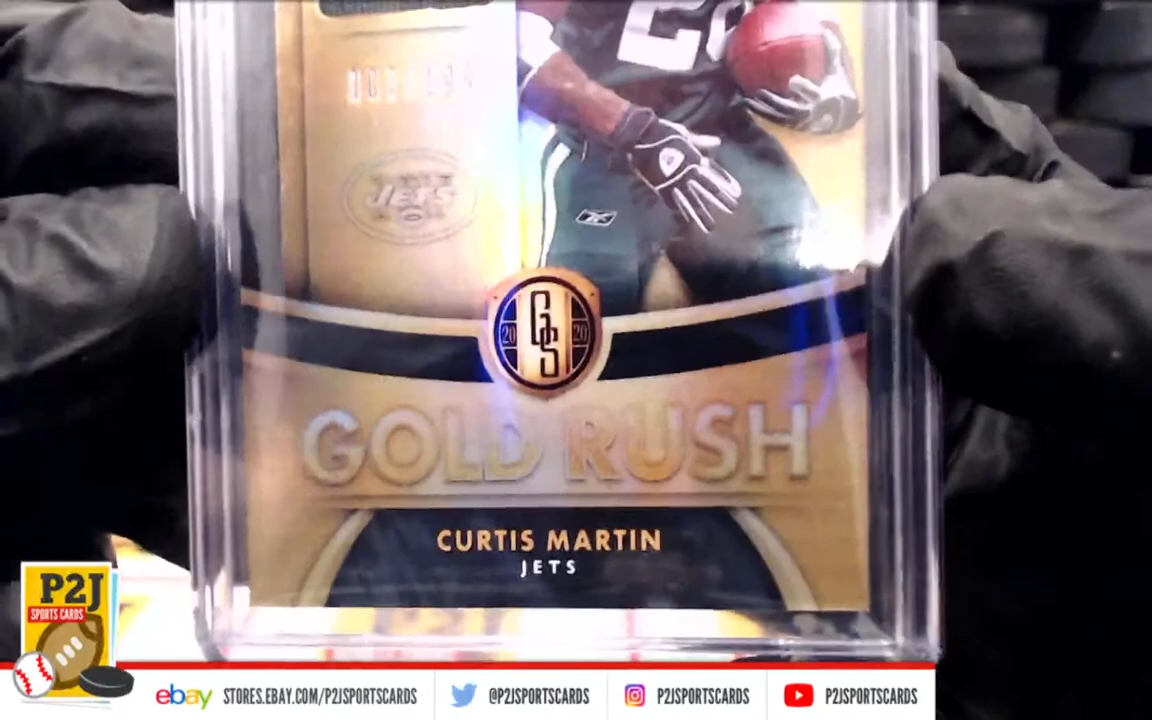 JETS
20 GS 20
GOLD RUSH
CURTIS MARTIN
JETS
P2J
SPORTS CARDS
ebay STORES.EBAY.COM/P2JSPORTSCARDS
@P2JSPORTSCARDS
P2JSPORTSCARDS
P2JSPORTSCARDS